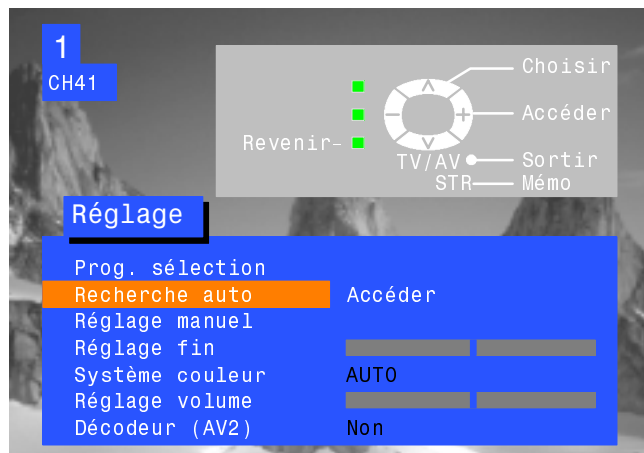 1
CH41
Choisir
Accéder
Revenir
TV/AV Sortir
STR Mémo
Réglage
Prog. sélection
Recherche auto Accéder
Réglage manuel
Réglage fin
Système couleur AUTO
Réglage volume
Décodeur (AV2) Non